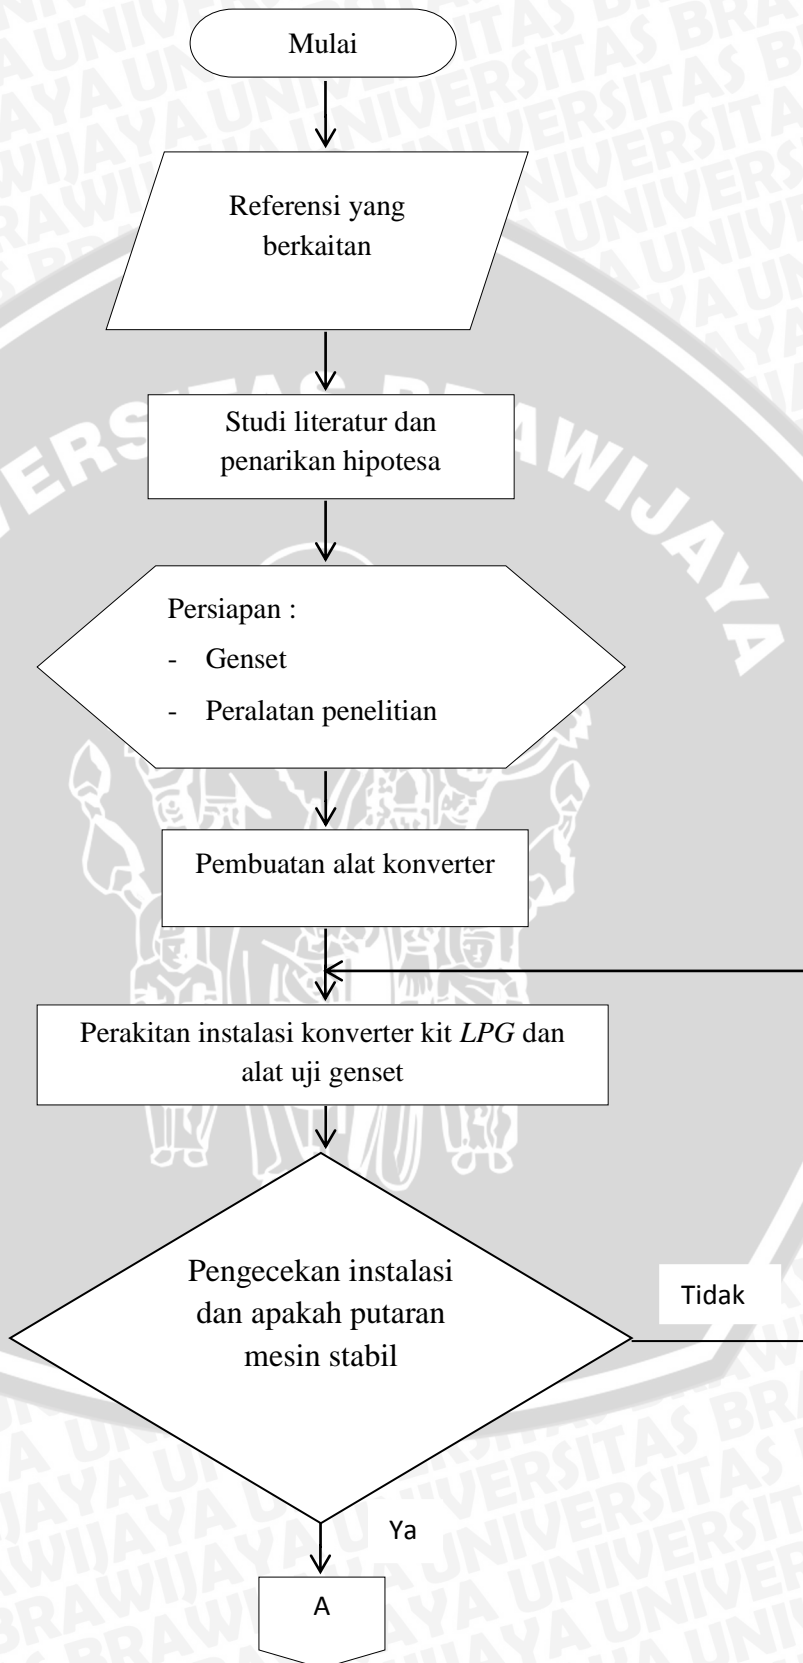 Mulai
Referensi yang
berkaitan
Studi literatur dan
penarikan hipotesa
Persiapan :
- Genset
- Peralatan penelitian
Pembuatan alat konverter
Perakitan instalasi konverter kit LPG dan
alat uji genset
Pengecekan instalasi
dan apakah putaran
mesin stabil
Tidak
Ya
A